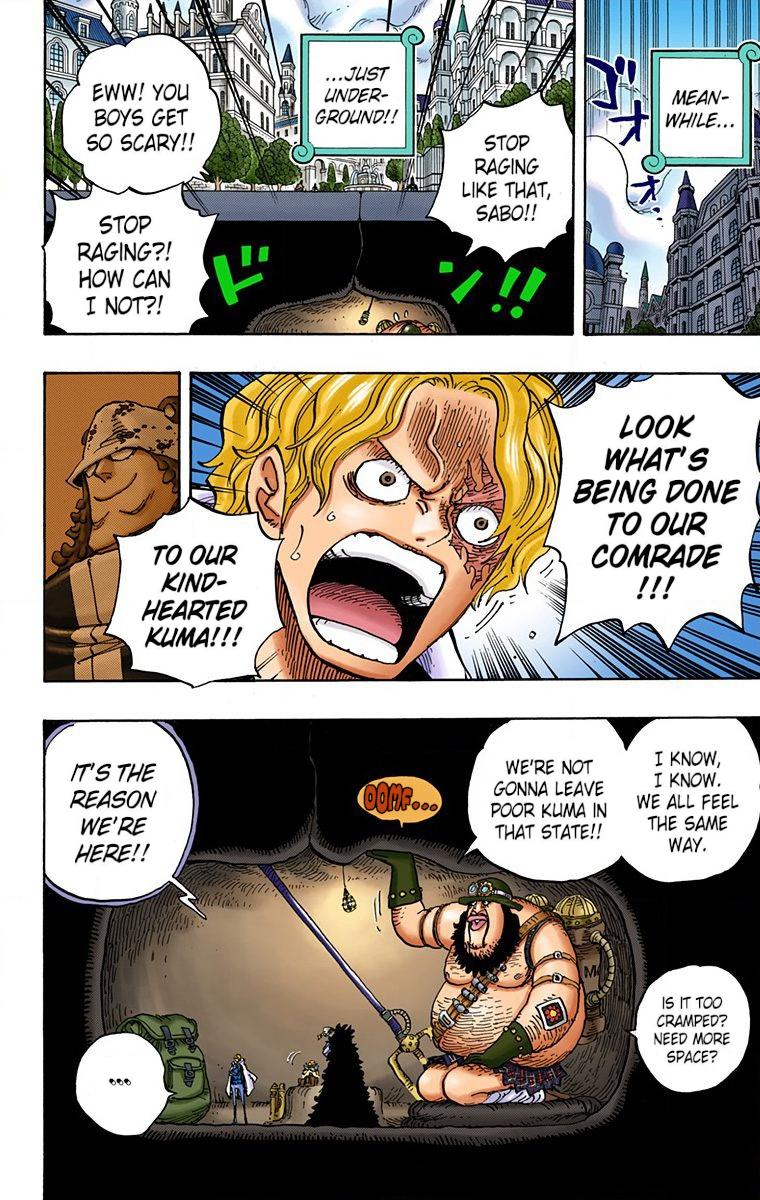 MEAN-
WHILE...
ゴ
オ
オ
...JUST
UNDER-
GROUND!!
STOP
RAGING
LIKE THAT,
SABO!!
EWW! YOU
BOYS GET
SO SCARY!!
STOP
RAGING?!
HOW CAN
I NOT?!
ドン!!
LOOK
WHAT'S
BEING DONE
TO OUR
COMRADE
!!!
TO OUR
KIND-
HEARTED
KUMA!!!
I KNOW,
I KNOW.
WE ALL FEEL
THE SAME
WAY.
WE'RE NOT
GONNA LEAVE
POOR KUMA IN
THAT STATE!!
OOMF...
IT'S THE
REASON
WE'RE
HERE!!
IS IT TOO
CRAMPED?
NEED MORE
SPACE?
...